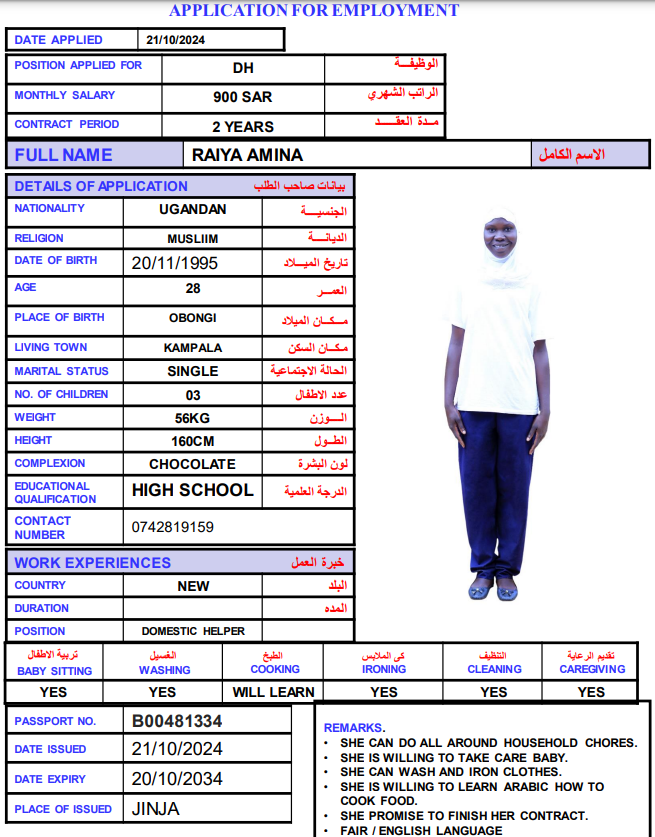 APPLICATION FOR EMPLOYMENT
DATE APPLIED 21/10/2024
POSITION APPLIED FOR DH الوظيفـــة
MONTHLY SALARY 900 SAR الراتب الشهري
CONTRACT PERIOD 2 YEARS مـدة العقـــد
FULL NAME RAIYA AMINA الاسم الكامل
DETAILS OF APPLICATION بيانات صاحب الطلب
NATIONALITY UGANDAN الجنسيـــة
RELIGION MUSLIIM الديانـــة
DATE OF BIRTH 20/11/1995 تاريخ الميـــلاد
AGE 28 العمـــر
PLACE OF BIRTH OBONGI مـــكـــان الميلاد
LIVING TOWN KAMPALA مـكـــان السكن
MARITAL STATUS SINGLE الحالة الاجتماعية
NO. OF CHILDREN 03 عدد الاطفال
WEIGHT 56KG الـــوزن
HEIGHT 160CM الطـــول
COMPLEXION CHOCOLATE لون البشرة
EDUCATIONAL QUALIFICATION HIGH SCHOOL الدرجة العلمية
CONTACT NUMBER 0742819159
WORK EXPERIENCES خبرة العمل
COUNTRY NEW البلد
DURATION المده
POSITION DOMESTIC HELPER
تربية الاطفال الغسيل الطبخ كى الملابس التنظيف تقديم الرعاية
BABY SITTING WASHING COOKING IRONING CLEANING CAREGIVING
YES YES WILL LEARN YES YES YES
PASSPORT NO. B00481334
DATE ISSUED 21/10/2024
DATE EXPIRY 20/10/2034
PLACE OF ISSUED JINJA
REMARKS.
• SHE CAN DO ALL AROUND HOUSEHOLD CHORES.
• SHE IS WILLING TO TAKE CARE BABY.
• SHE CAN WASH AND IRON CLOTHES.
• SHE IS WILLING TO LEARN ARABIC HOW TO
COOK FOOD.
• SHE PROMISE TO FINISH HER CONTRACT.
• FAIR / ENGLISH LANGUAGE